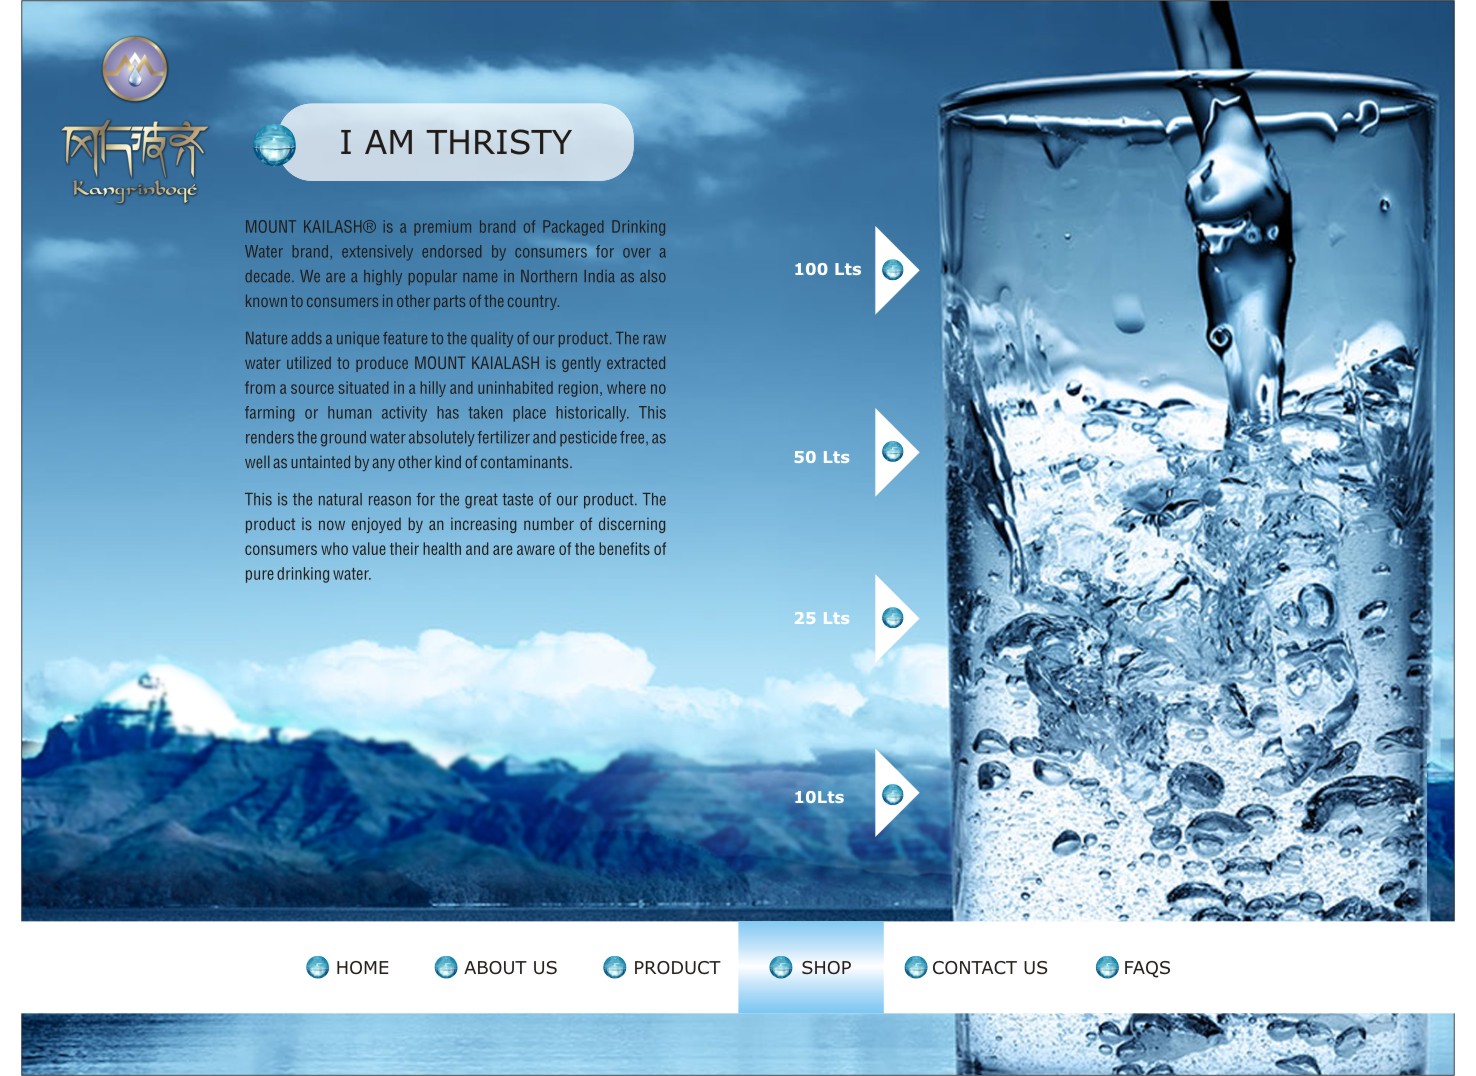 冈仁波齐
Kangrinboqé
I AM THRISTY
MOUNT KAILASH® is a premium brand of Packaged Drinking
Water brand, extensively endorsed by consumers for over a
decade. We are a highly popular name in Northern India as also
known to consumers in other parts of the country.
Nature adds a unique feature to the quality of our product. The raw
water utilized to produce MOUNT KAIALASH is gently extracted
from a source situated in a hilly and uninhabited region, where no
farming or human activity has taken place historically. This
renders the ground water absolutely fertilizer and pesticide free, as
well as untainted by any other kind of contaminants.
This is the natural reason for the great taste of our product. The
product is now enjoyed by an increasing number of discerning
consumers who value their health and are aware of the benefits of
pure drinking water.
100 Lts
50 Lts
25 Lts
10Lts
HOME
ABOUT US
PRODUCT
SHOP
CONTACT US
FAQS